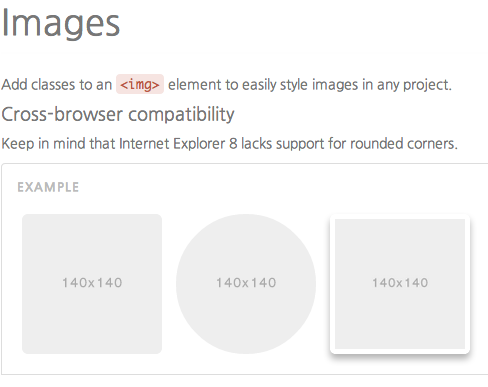 Images
Add classes to an <img> element to easily style images in any project.
Cross-browser compatibility
Keep in mind that Internet Explorer 8 lacks support for rounded corners.
EXAMPLE
140x140 140x140 140x140